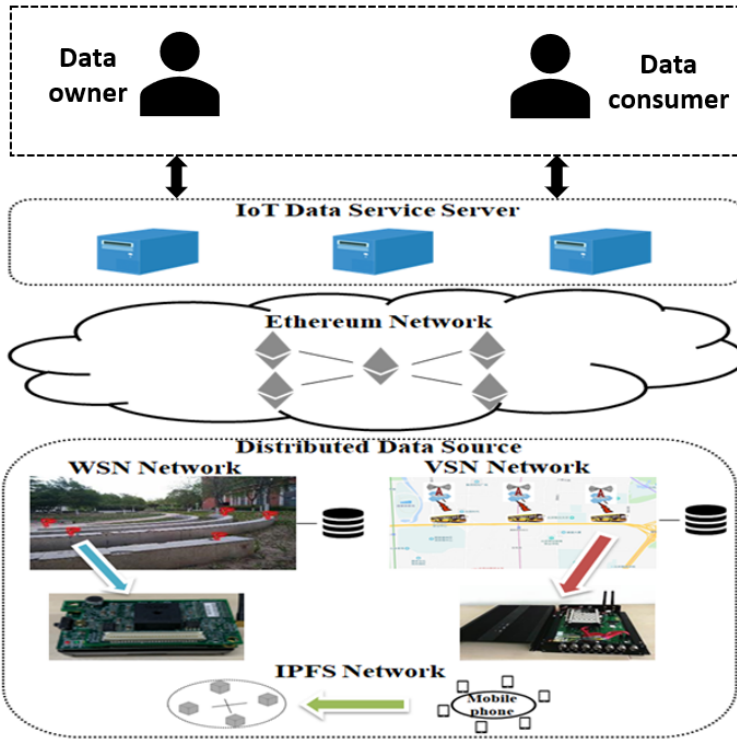 Data
owner
Data
consumer
IoT Data Service Server
Ethereum Network
Distributed Data Source
WSN Network
VSN Network
IPFS Network
Mobile
phone